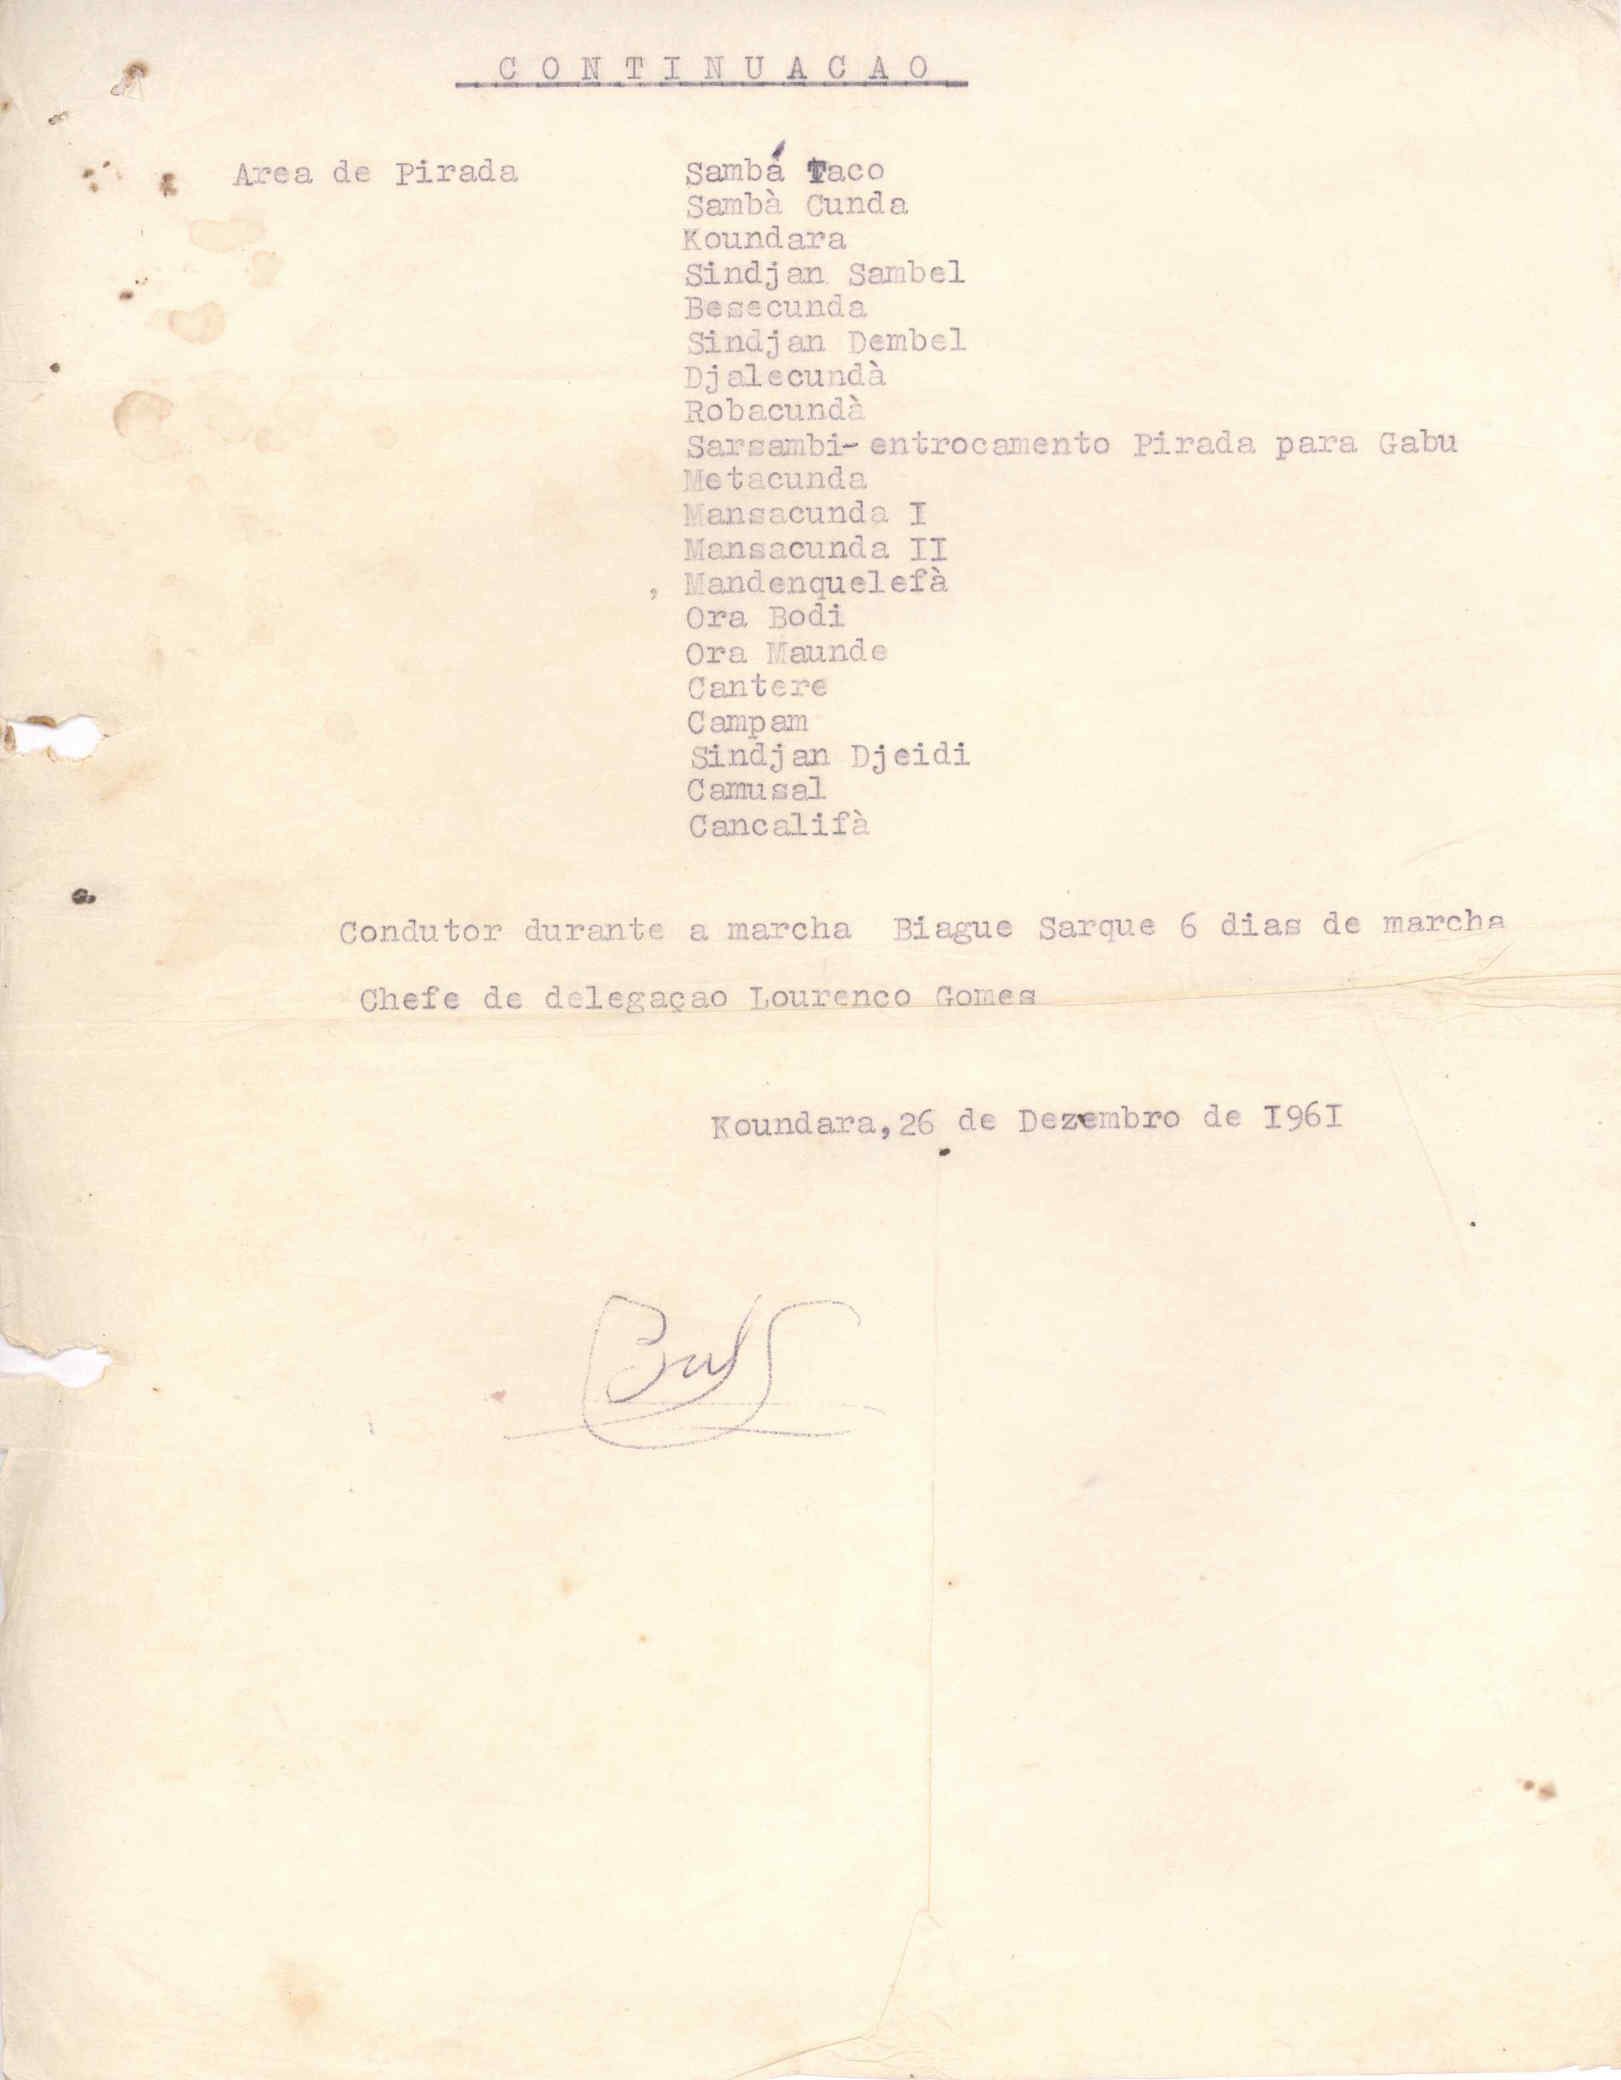 CONTINUACAO
Area de Pirada Sambá Taco
Sambà Cunda
Koundara
Sindjan Sambel
Besecunda
Sindjan Dembel
Djalecundà
Robacundà
Sarsambi- entrocamento Pirada para Gabu
Metacunda
Mansacunda I
Mansacunda II
, Mandenquelefà
Ora Bodi
Ora Maunde
Cantere
Campam
Sindjan Djeidi
Camusal
Cancalifà
Condutor durante a marcha Biague Sarque 6 dias de marcha
Chefe de delegaçao Lourenco Gomes
Koundara,26 de Dezembro de I96I